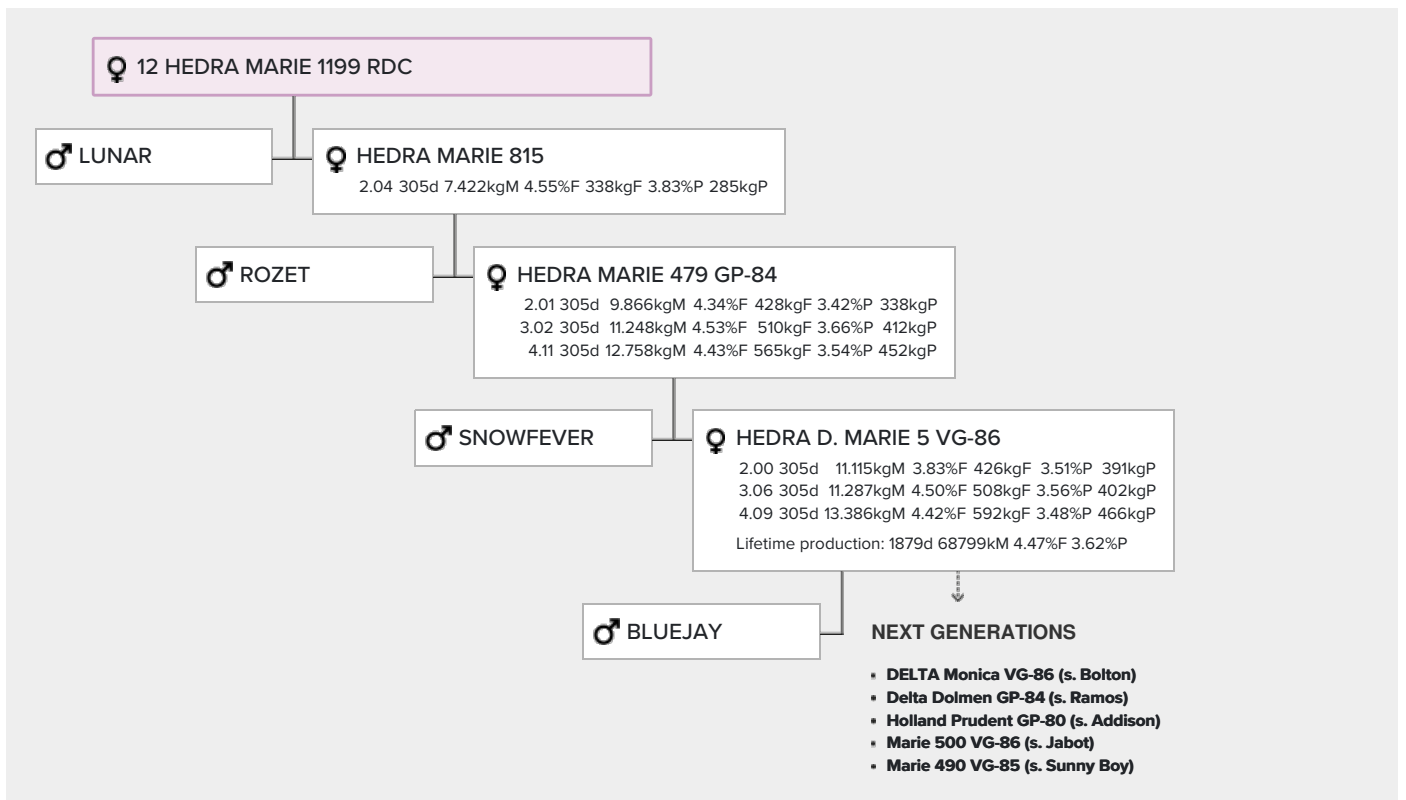 12 HEDRA MARIE 1199 RDC
LUNAR
HEDRA MARIE 815
2.04 305d 7.422kgM 4.55%F 338kgF 3.83%P 285kgP
ROZET
HEDRA MARIE 479 GP-84
2.01 305d 9.866kgM 4.34%F 428kgF 3.42%P 338kgP
3.02 305d 11.248kgM 4.53%F 510kgF 3.66%P 412kgP
4.11 305d 12.758kgM 4.43%F 565kgF 3.54%P 452kgP
SNOWFEVER
HEDRA D. MARIE 5 VG-86
2.00 305d 11.115kgM 3.83%F 426kgF 3.51%P 391kgP
3.06 305d 11.287kgM 4.50%F 508kgF 3.56%P 402kgP
4.09 305d 13.386kgM 4.42%F 592kgF 3.48%P 466kgP
Lifetime production: 1879d 68799kM 4.47%F 3.62%P
BLUEJAY
NEXT GENERATIONS
DELTA Monica VG-86 (s. Bolton)
Delta Dolmen GP-84 (s. Ramos)
Holland Prudent GP-80 (s. Addison)
Marie 500 VG-86 (s. Jabot)
Marie 490 VG-85 (s. Sunny Boy)